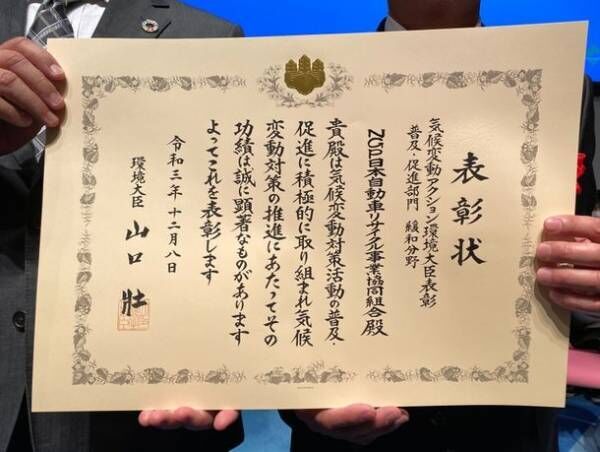 表彰状
気候変動アクション環境大臣表彰
普及・促進部門　緩和分野
NGP日本自動車リサイクル事業協同組合殿
貴殿は気候変動対策活動の普及・
促進に積極的に取り組まれ気候
変動対策の推進にあたってその
功績は誠に顕著なものがあります
よってこれを表彰します
令和三年十二月八日
環境大臣　山口　壯